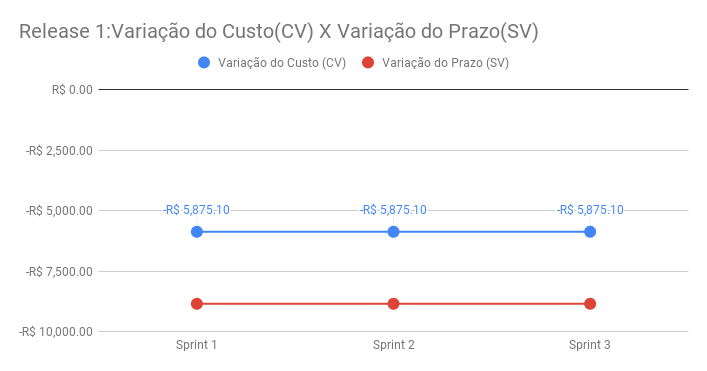 Release 1:Variação do Custo(CV) X Variação do Prazo(SV)
Variação do Custo (CV) Variação do Prazo (SV)
R$ 0.00
-R$ 2,500.00
-R$ 5,000.00
-R$ 5,875.10 -R$ 5,875.10 -R$ 5,875.10
-R$ 7,500.00
-R$ 10,000.00
Sprint 1 Sprint 2 Sprint 3